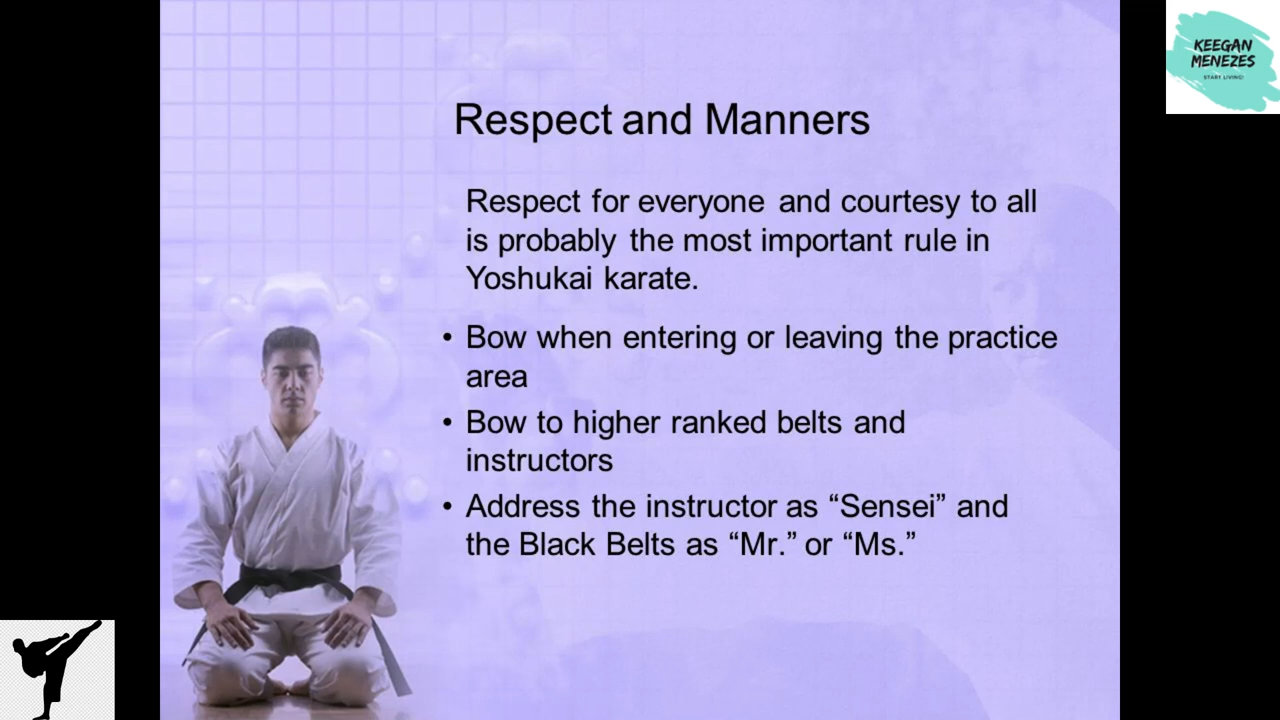 KEEGAN
MENEZES
START LIVING!
Respect and Manners
Respect for everyone and courtesy to all
is probably the most important rule in
Yoshukai karate.
• Bow when entering or leaving the practice
area
• Bow to higher ranked belts and
instructors
• Address the instructor as “Sensei” and
the Black Belts as “Mr.” or “Ms.”